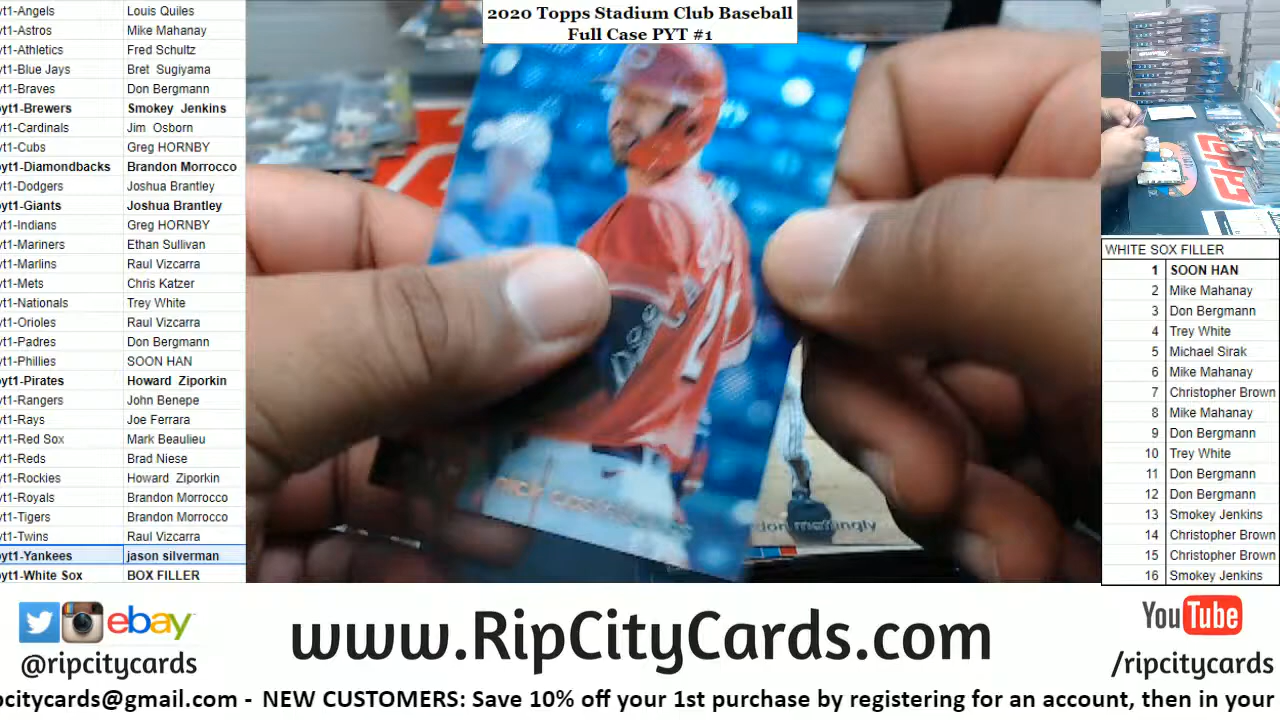 2020 Topps Stadium Club Baseball
Full Case PYT #1
yt1-Angels Louis Quiles
yt1-Astros Mike Mahanay
yt1-Athletics Fred Schultz
yt1-Blue Jays Bret Sugiyama
yt1-Braves Don Bergmann
yt1-Brewers Smokey Jenkins
yt1-Cardinals Jim Osborn
yt1-Cubs Greg HORNBY
yt1-Diamondbacks Brandon Morrocco
yt1-Dodgers Joshua Brantley
yt1-Giants Joshua Brantley
yt1-Indians Greg HORNBY
yt1-Mariners Ethan Sullivan
yt1-Marlins Raul Vizcarra
yt1-Mets Chris Katzer
yt1-Nationals Trey White
yt1-Orioles Raul Vizcarra
yt1-Padres Don Bergmann
yt1-Phillies SOON HAN
yt1-Pirates Howard Ziporkin
yt1-Rangers John Benepe
yt1-Rays Joe Ferrara
yt1-Red Sox Mark Beaulieu
yt1-Reds Brad Niese
yt1-Rockies Howard Ziporkin
yt1-Royals Brandon Morrocco
yt1-Tigers Brandon Morrocco
yt1-Twins Raul Vizcarra
yt1-Yankees jason silverman
yt1-White Sox BOX FILLER
don mattingly
WHITE SOX FILLER
1 SOON HAN
2 Mike Mahanay
3 Don Bergmann
4 Trey White
5 Michael Sirak
6 Mike Mahanay
7 Christopher Brown
8 Mike Mahanay
9 Don Bergmann
10 Trey White
11 Don Bergmann
12 Don Bergmann
13 Smokey Jenkins
14 Christopher Brown
15 Christopher Brown
16 Smokey Jenkins
ebay
@ripcitycards
www.RipCityCards.com
YouTube
/ripcitycards
pcitycards@gmail.com - NEW CUSTOMERS: Save 10% off your 1st purchase by registering for an account, then in your